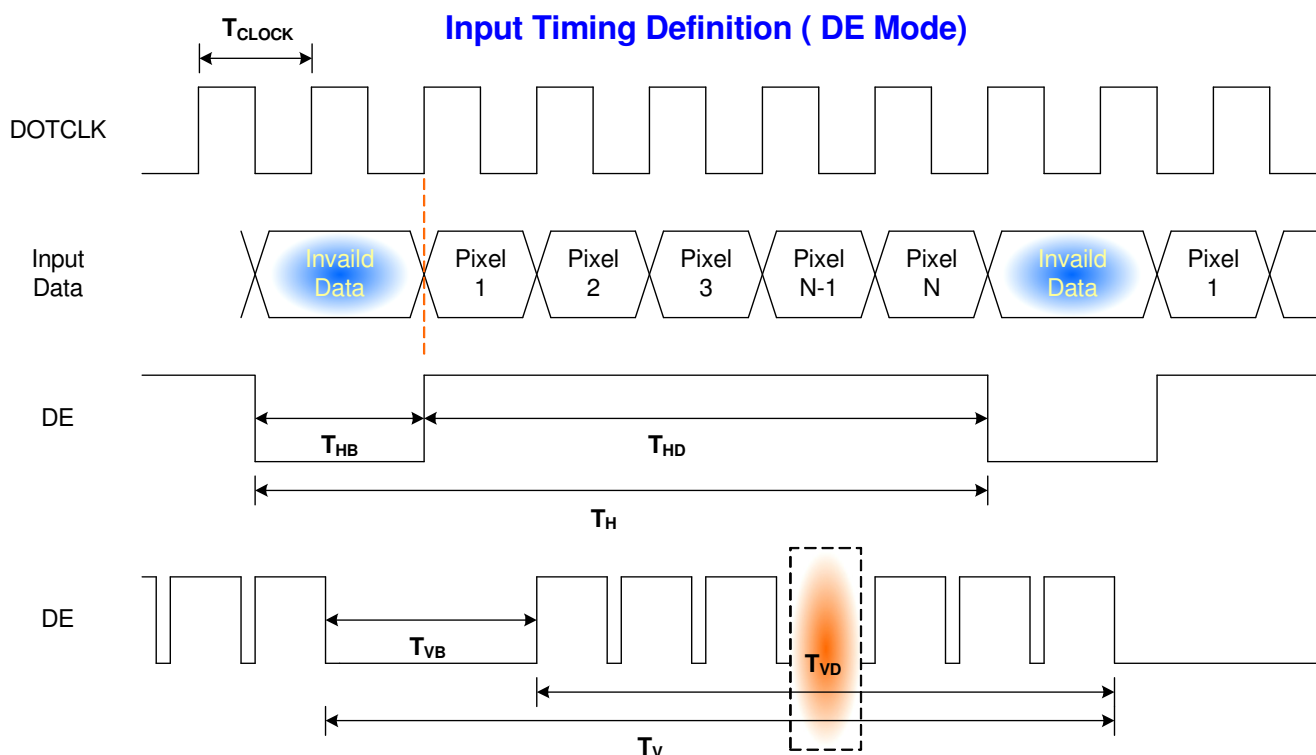 Input Timing Definition ( DE Mode)
TCLOCK
DOTCLK
Input
Data
Invaild
Data
Pixel
1
Pixel
2
Pixel
3
Pixel
N-1
Pixel
N
Invaild
Data
Pixel
1
DE
THB
THD
TH
DE
TVB
TVD
TV